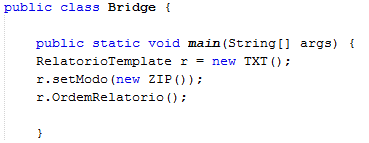 public class Bridge {
public static void main(String[] args) {
RelatorioTemplate r = new TXT();
r.setModo(new ZIP());
r.OrdemRelatorio();
}